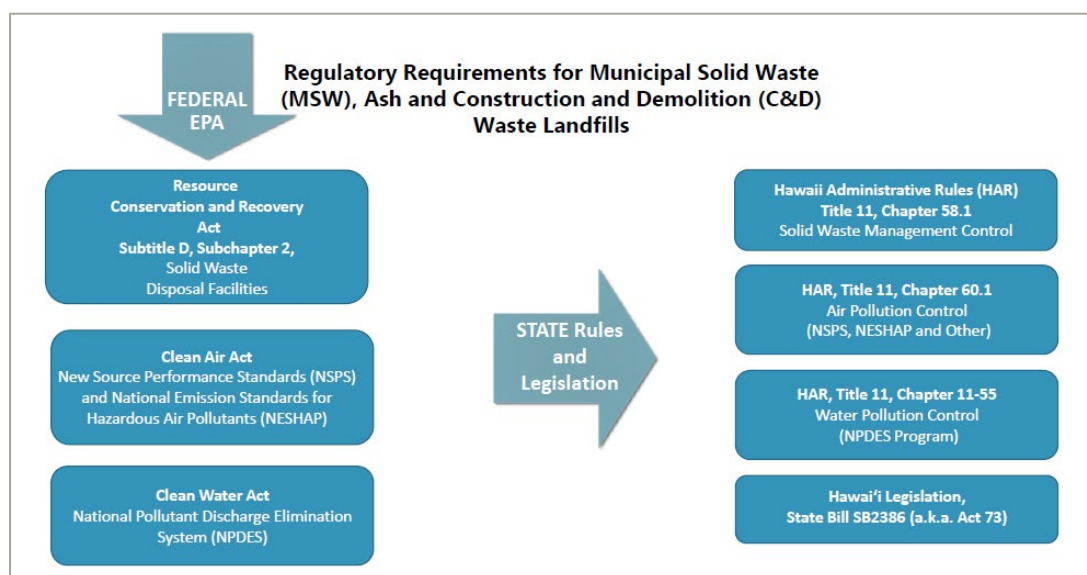 FEDERAL
EPA
Regulatory Requirements for Municipal Solid Waste
(MSW), Ash and Construction and Demolition (C&D)
Waste Landfills
Resource
Conservation and Recovery
Act
Subtitle D, Subchapter 2,
Solid Waste
Disposal Facilities
Clean Air Act
New Source Performance Standards (NSPS)
and National Emission Standards for
Hazardous Air Pollutants (NESHAP)
Clean Water Act
National Pollutant Discharge Elimination
System (NPDES)
STATE Rules
and
Legislation
Hawaii Administrative Rules (HAR)
Title 11, Chapter 58.1
Solid Waste Management Control
HAR, Title 11, Chapter 60.1
Air Pollution Control
(NSPS, NESHAP and Other)
HAR, Title 11, Chapter 11-55
Water Pollution Control
(NPDES Program)
Hawaiʻi Legislation,
State Bill SB2386 (a.k.a. Act 73)